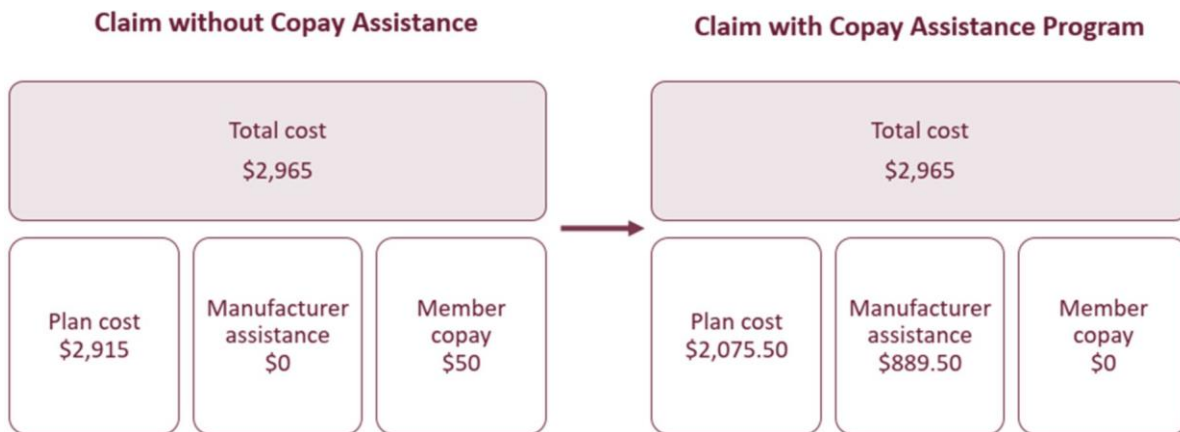 Claim without Copay Assistance
Total cost
$2,965
Plan cost
$2,915
Manufacturer
assistance
$0
Member
copay
$50
Claim with Copay Assistance Program
Total cost
$2,965
Plan cost
$2,075.50
Manufacturer
assistance
$889.50
Member
copay
$0